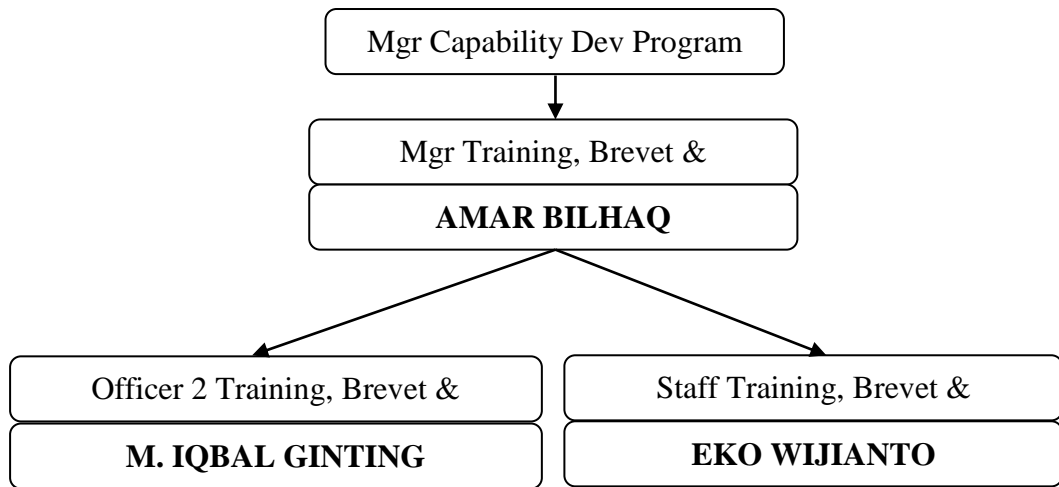 Mgr Capability Dev Program
Mgr Training, Brevet &
AMAR BILHAQ
Officer 2 Training, Brevet &
M. IQBAL GINTING
Staff Training, Brevet &
EKO WIJIANTO